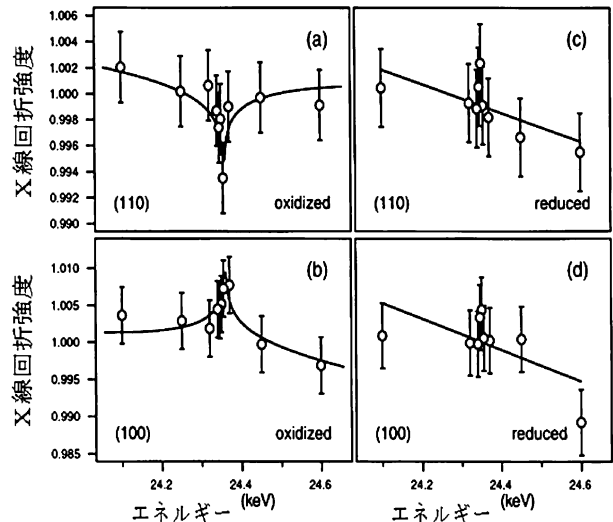 1.006
1.004
1.002
1.000
0.998
0.996
0.994
0.992
0.990
X線回折強度
(a)
(110)
oxidized
(c)
(110)
reduced
1.010
1.005
1.000
0.995
0.990
0.985
X線回折強度
(b)
(100)
oxidized
(d)
(100)
reduced
24.2 24.4 24.6 24.2 24.4 24.6
エネルギー (keV) エネルギー (keV)